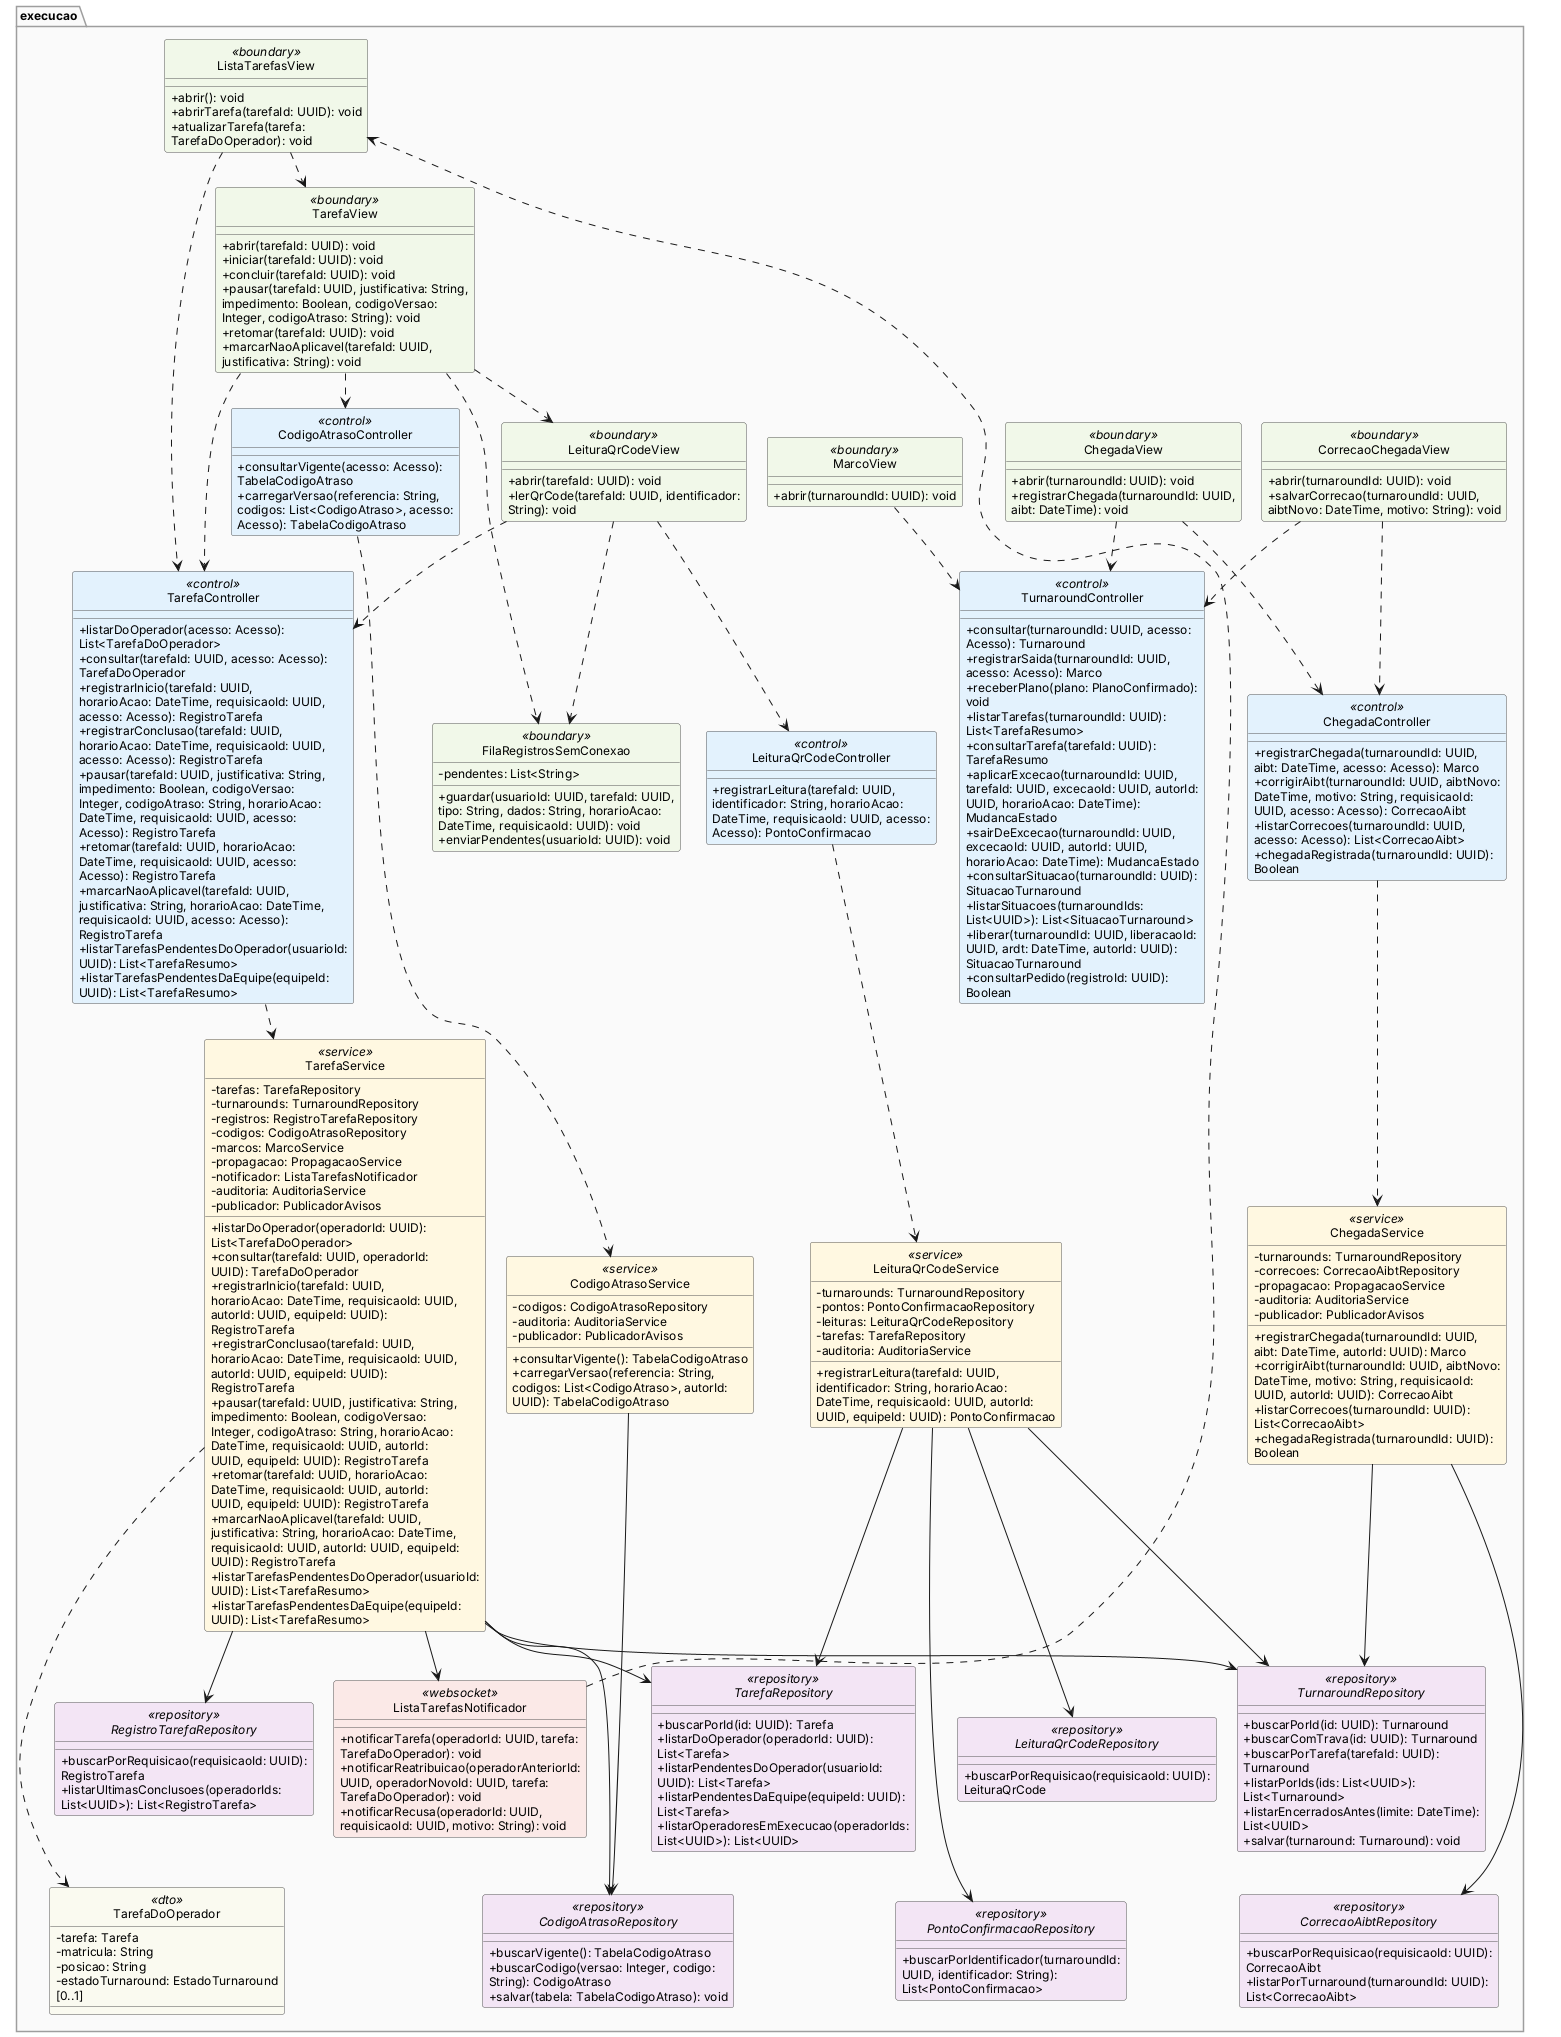 execucao
«boundary»
ListaTarefasView
+abrir(): void
+abrirTarefa(tarefaId: UUID): void
+atualizarTarefa(tarefa:
TarefaDoOperador): void
«boundary»
TarefaView
+abrir(tarefaId: UUID): void
+iniciar(tarefaId: UUID): void
+concluir(tarefaId: UUID): void
+pausar(tarefaId: UUID, justificativa: String,
impedimento: Boolean, codigoVersao:
Integer, codigoAtraso: String): void
+retomar(tarefaId: UUID): void
+marcarNaoAplicavel(tarefaId: UUID,
justificativa: String): void
«control»
CodigoAtrasoController
+consultarVigente(acesso: Acesso):
TabelaCodigoAtraso
+carregarVersao(referencia: String,
codigos: List<CodigoAtraso>, acesso:
Acesso): TabelaCodigoAtraso
«boundary»
LeituraQrCodeView
+abrir(tarefaId: UUID): void
+lerQrCode(tarefaId: UUID, identificador:
String): void
«boundary»
MarcoView
+abrir(turnaroundId: UUID): void
«boundary»
ChegadaView
+abrir(turnaroundId: UUID): void
+registrarChegada(turnaroundId: UUID,
aibt: DateTime): void
«boundary»
CorrecaoChegadaView
+abrir(turnaroundId: UUID): void
+salvarCorrecao(turnaroundId: UUID,
aibtNovo: DateTime, motivo: String): void
«control»
TarefaController
+listarDoOperador(acesso: Acesso):
List<TarefaDoOperador>
+consultar(tarefaId: UUID, acesso: Acesso):
TarefaDoOperador
+registrarInicio(tarefaId: UUID,
horarioAcao: DateTime, requisicaoId: UUID,
acesso: Acesso): RegistroTarefa
+registrarConclusao(tarefaId: UUID,
horarioAcao: DateTime, requisicaoId: UUID,
acesso: Acesso): RegistroTarefa
+pausar(tarefaId: UUID, justificativa: String,
impedimento: Boolean, codigoVersao:
Integer, codigoAtraso: String, horarioAcao:
DateTime, requisicaoId: UUID, acesso:
Acesso): RegistroTarefa
+retomar(tarefaId: UUID, horarioAcao:
DateTime, requisicaoId: UUID, acesso:
Acesso): RegistroTarefa
+marcarNaoAplicavel(tarefaId: UUID,
justificativa: String, horarioAcao: DateTime,
requisicaoId: UUID, acesso: Acesso):
RegistroTarefa
+listarTarefasPendentesDoOperador(usuarioId:
UUID): List<TarefaResumo>
+listarTarefasPendentesDaEquipe(equipeId:
UUID): List<TarefaResumo>
«boundary»
FilaRegistrosSemConexao
-pendentes: List<String>
+guardar(usuarioId: UUID, tarefaId: UUID,
tipo: String, dados: String, horarioAcao:
DateTime, requisicaoId: UUID): void
+enviarPendentes(usuarioId: UUID): void
«control»
LeituraQrCodeController
+registrarLeitura(tarefaId: UUID,
identificador: String, horarioAcao:
DateTime, requisicaoId: UUID, acesso:
Acesso): PontoConfirmacao
«control»
TurnaroundController
+consultar(turnaroundId: UUID, acesso:
Acesso): Turnaround
+registrarSaida(turnaroundId: UUID,
acesso: Acesso): Marco
+receberPlano(plano: PlanoConfirmado):
void
+listarTarefas(turnaroundId: UUID):
List<TarefaResumo>
+consultarTarefa(tarefaId: UUID):
TarefaResumo
+aplicarExcecao(turnaroundId: UUID,
tarefaId: UUID, excecaoId: UUID, autorId:
UUID, horarioAcao: DateTime):
MudancaEstado
+sairDeExcecao(turnaroundId: UUID,
excecaoId: UUID, autorId: UUID,
horarioAcao: DateTime): MudancaEstado
+consultarSituacao(turnaroundId: UUID):
SituacaoTurnaround
+listarSituacoes(turnaroundIds:
List<UUID>): List<SituacaoTurnaround>
+liberar(turnaroundId: UUID, liberacaoId:
UUID, ardt: DateTime, autorId: UUID):
SituacaoTurnaround
+consultarPedido(registroId: UUID):
Boolean
«control»
ChegadaController
+registrarChegada(turnaroundId: UUID,
aibt: DateTime, acesso: Acesso): Marco
+corrigirAibt(turnaroundId: UUID, aibtNovo:
DateTime, motivo: String, requisicaoId:
UUID, acesso: Acesso): CorrecaoAibt
+listarCorrecoes(turnaroundId: UUID,
acesso: Acesso): List<CorrecaoAibt>
+chegadaRegistrada(turnaroundId: UUID):
Boolean
«service»
TarefaService
-tarefas: TarefaRepository
-turnarounds: TurnaroundRepository
-registros: RegistroTarefaRepository
-codigos: CodigoAtrasoRepository
-marcos: MarcoService
-propagacao: PropagacaoService
-notificador: ListaTarefasNotificador
-auditoria: AuditoriaService
-publicador: PublicadorAvisos
+listarDoOperador(operadorId: UUID):
List<TarefaDoOperador>
+consultar(tarefaId: UUID, operadorId:
UUID): TarefaDoOperador
+registrarInicio(tarefaId: UUID,
horarioAcao: DateTime, requisicaoId: UUID,
autorId: UUID, equipeId: UUID):
RegistroTarefa
+registrarConclusao(tarefaId: UUID,
horarioAcao: DateTime, requisicaoId: UUID,
autorId: UUID, equipeId: UUID):
RegistroTarefa
+pausar(tarefaId: UUID, justificativa: String,
impedimento: Boolean, codigoVersao:
Integer, codigoAtraso: String, horarioAcao:
DateTime, requisicaoId: UUID, autorId:
UUID, equipeId: UUID): RegistroTarefa
+retomar(tarefaId: UUID, horarioAcao:
DateTime, requisicaoId: UUID, autorId:
UUID, equipeId: UUID): RegistroTarefa
+marcarNaoAplicavel(tarefaId: UUID,
justificativa: String, horarioAcao: DateTime,
requisicaoId: UUID, autorId: UUID, equipeId:
UUID): RegistroTarefa
+listarTarefasPendentesDoOperador(usuarioId:
UUID): List<TarefaResumo>
+listarTarefasPendentesDaEquipe(equipeId:
UUID): List<TarefaResumo>
«service»
CodigoAtrasoService
-codigos: CodigoAtrasoRepository
-auditoria: AuditoriaService
-publicador: PublicadorAvisos
+consultarVigente(): TabelaCodigoAtraso
+carregarVersao(referencia: String,
codigos: List<CodigoAtraso>, autorId:
UUID): TabelaCodigoAtraso
«service»
LeituraQrCodeService
-turnarounds: TurnaroundRepository
-pontos: PontoConfirmacaoRepository
-leituras: LeituraQrCodeRepository
-tarefas: TarefaRepository
-auditoria: AuditoriaService
+registrarLeitura(tarefaId: UUID,
identificador: String, horarioAcao:
DateTime, requisicaoId: UUID, autorId:
UUID, equipeId: UUID): PontoConfirmacao
«service»
ChegadaService
-turnarounds: TurnaroundRepository
-correcoes: CorrecaoAibtRepository
-propagacao: PropagacaoService
-auditoria: AuditoriaService
-publicador: PublicadorAvisos
+registrarChegada(turnaroundId: UUID,
aibt: DateTime, autorId: UUID): Marco
+corrigirAibt(turnaroundId: UUID, aibtNovo:
DateTime, motivo: String, requisicaoId:
UUID, autorId: UUID): CorrecaoAibt
+listarCorrecoes(turnaroundId: UUID):
List<CorrecaoAibt>
+chegadaRegistrada(turnaroundId: UUID):
Boolean
«repository»
RegistroTarefaRepository
+buscarPorRequisicao(requisicaoId: UUID):
RegistroTarefa
+listarUltimasConclusoes(operadorIds:
List<UUID>): List<RegistroTarefa>
«websocket»
ListaTarefasNotificador
+notificarTarefa(operadorId: UUID, tarefa:
TarefaDoOperador): void
+notificarReatribuicao(operadorAnteriorId:
UUID, operadorNovoId: UUID, tarefa:
TarefaDoOperador): void
+notificarRecusa(operadorId: UUID,
requisicaoId: UUID, motivo: String): void
«repository»
TarefaRepository
+buscarPorId(id: UUID): Tarefa
+listarDoOperador(operadorId: UUID):
List<Tarefa>
+listarPendentesDoOperador(usuarioId:
UUID): List<Tarefa>
+listarPendentesDaEquipe(equipeId: UUID):
List<Tarefa>
+listarOperadoresEmExecucao(operadorIds:
List<UUID>): List<UUID>
«repository»
LeituraQrCodeRepository
+buscarPorRequisicao(requisicaoId: UUID):
LeituraQrCode
«repository»
TurnaroundRepository
+buscarPorId(id: UUID): Turnaround
+buscarComTrava(id: UUID): Turnaround
+buscarPorTarefa(tarefaId: UUID):
Turnaround
+listarPorIds(ids: List<UUID>):
List<Turnaround>
+listarEncerradosAntes(limite: DateTime):
List<UUID>
+salvar(turnaround: Turnaround): void
«dto»
TarefaDoOperador
-tarefa: Tarefa
-matricula: String
-posicao: String
-estadoTurnaround: EstadoTurnaround
[0..1]
«repository»
CodigoAtrasoRepository
+buscarVigente(): TabelaCodigoAtraso
+buscarCodigo(versao: Integer, codigo:
String): CodigoAtraso
+salvar(tabela: TabelaCodigoAtraso): void
«repository»
PontoConfirmacaoRepository
+buscarPorIdentificador(turnaroundId:
UUID, identificador: String):
List<PontoConfirmacao>
«repository»
CorrecaoAibtRepository
+buscarPorRequisicao(requisicaoId: UUID):
CorrecaoAibt
+listarPorTurnaround(turnaroundId: UUID):
List<CorrecaoAibt>